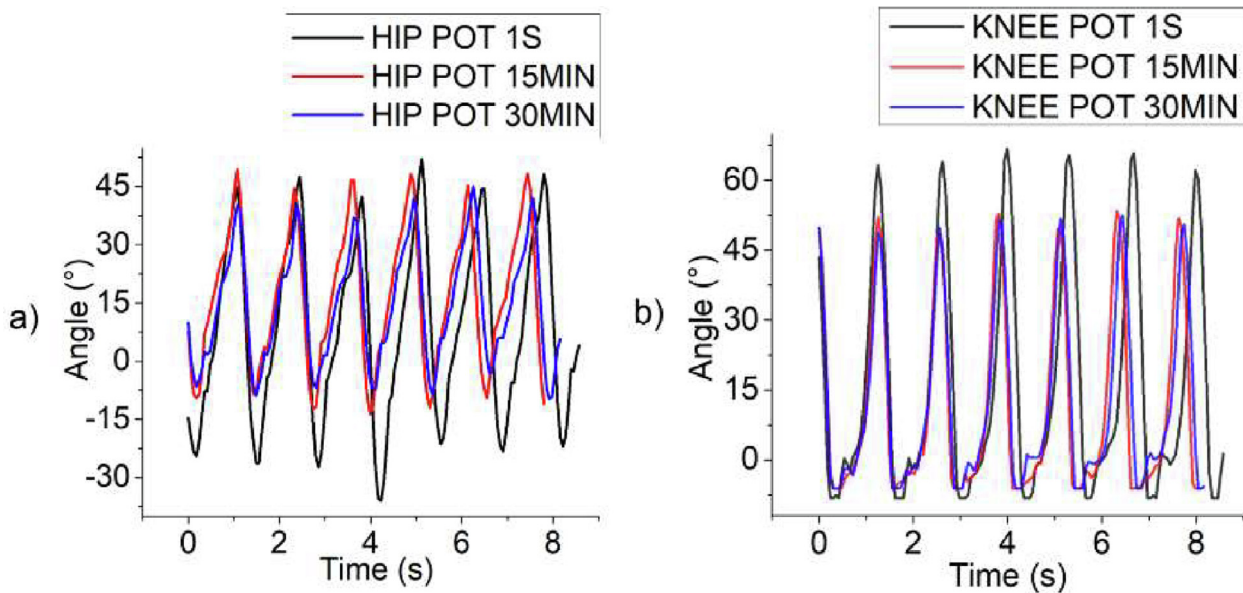 HIP POT 1S
HIP POT 15MIN
HIP POT 30MIN
a)
Angle (°)
45
30
15
0
-15
-30
0 2 4 6 8
Time (s)
KNEE POT 1S
KNEE POT 15MIN
KNEE POT 30MIN
b)
Angle (°)
60
45
30
15
0
0 2 4 6 8
Time (s)